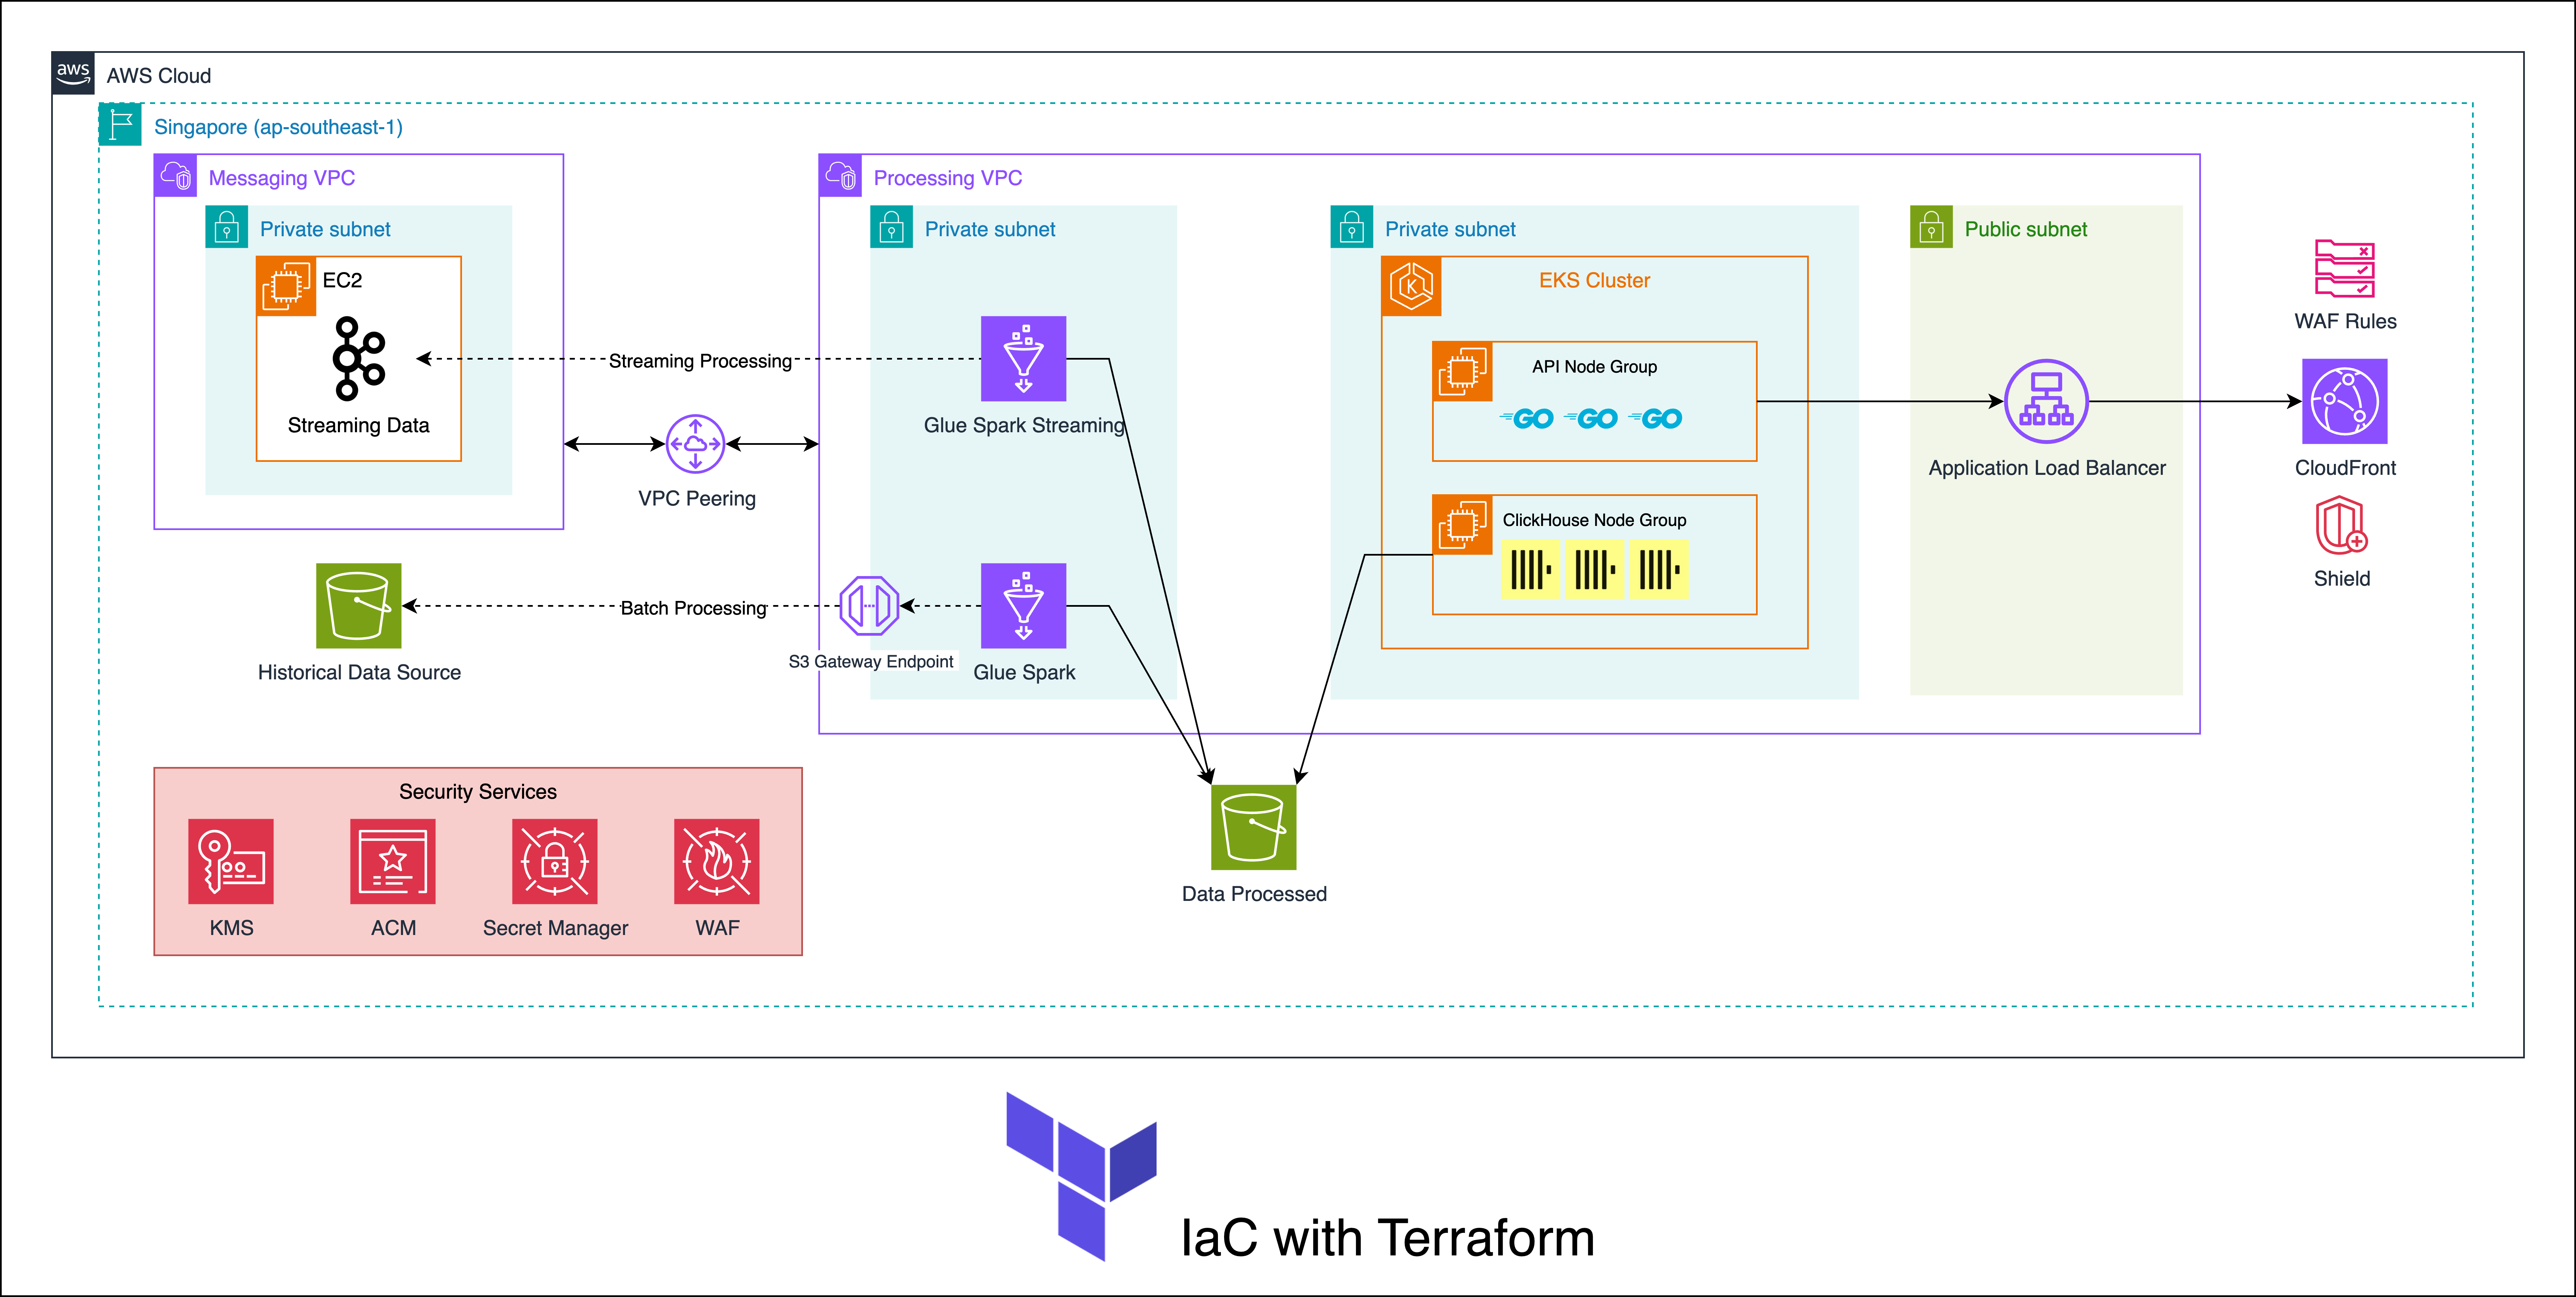 aws
AWS Cloud
Singapore (ap-southeast-1)
Messaging VPC
Private subnet
EC2
Streaming Data
Streaming Processing
VPC Peering
Historical Data Source
Batch Processing
S3 Gateway Endpoint
Processing VPC
Private subnet
Glue Spark Streaming
Glue Spark
Private subnet
EKS Cluster
K
API Node Group
GO GO GO
ClickHouse Node Group
Public subnet
Application Load Balancer
WAF Rules
CloudFront
Shield
Security Services
KMS
ACM
Secret Manager
WAF
Data Processed
IaC with Terraform